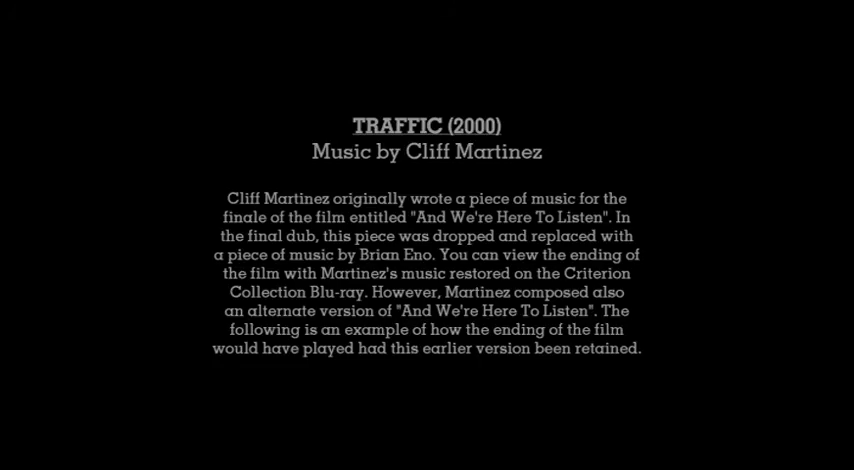 TRAFFIC (2000)
Music by Cliff Martinez
Cliff Martinez originally wrote a piece of music for the
finale of the film entitled "And We're Here To Listen". In
the final dub, this piece was dropped and replaced with
a piece of music by Brian Eno. You can view the ending of
the film with Martinez's music restored on the Criterion
Collection Blu-ray. However, Martinez composed also
an alternate version of "And We're Here To Listen". The
following is an example of how the ending of the film
would have played had this earlier version been retained.